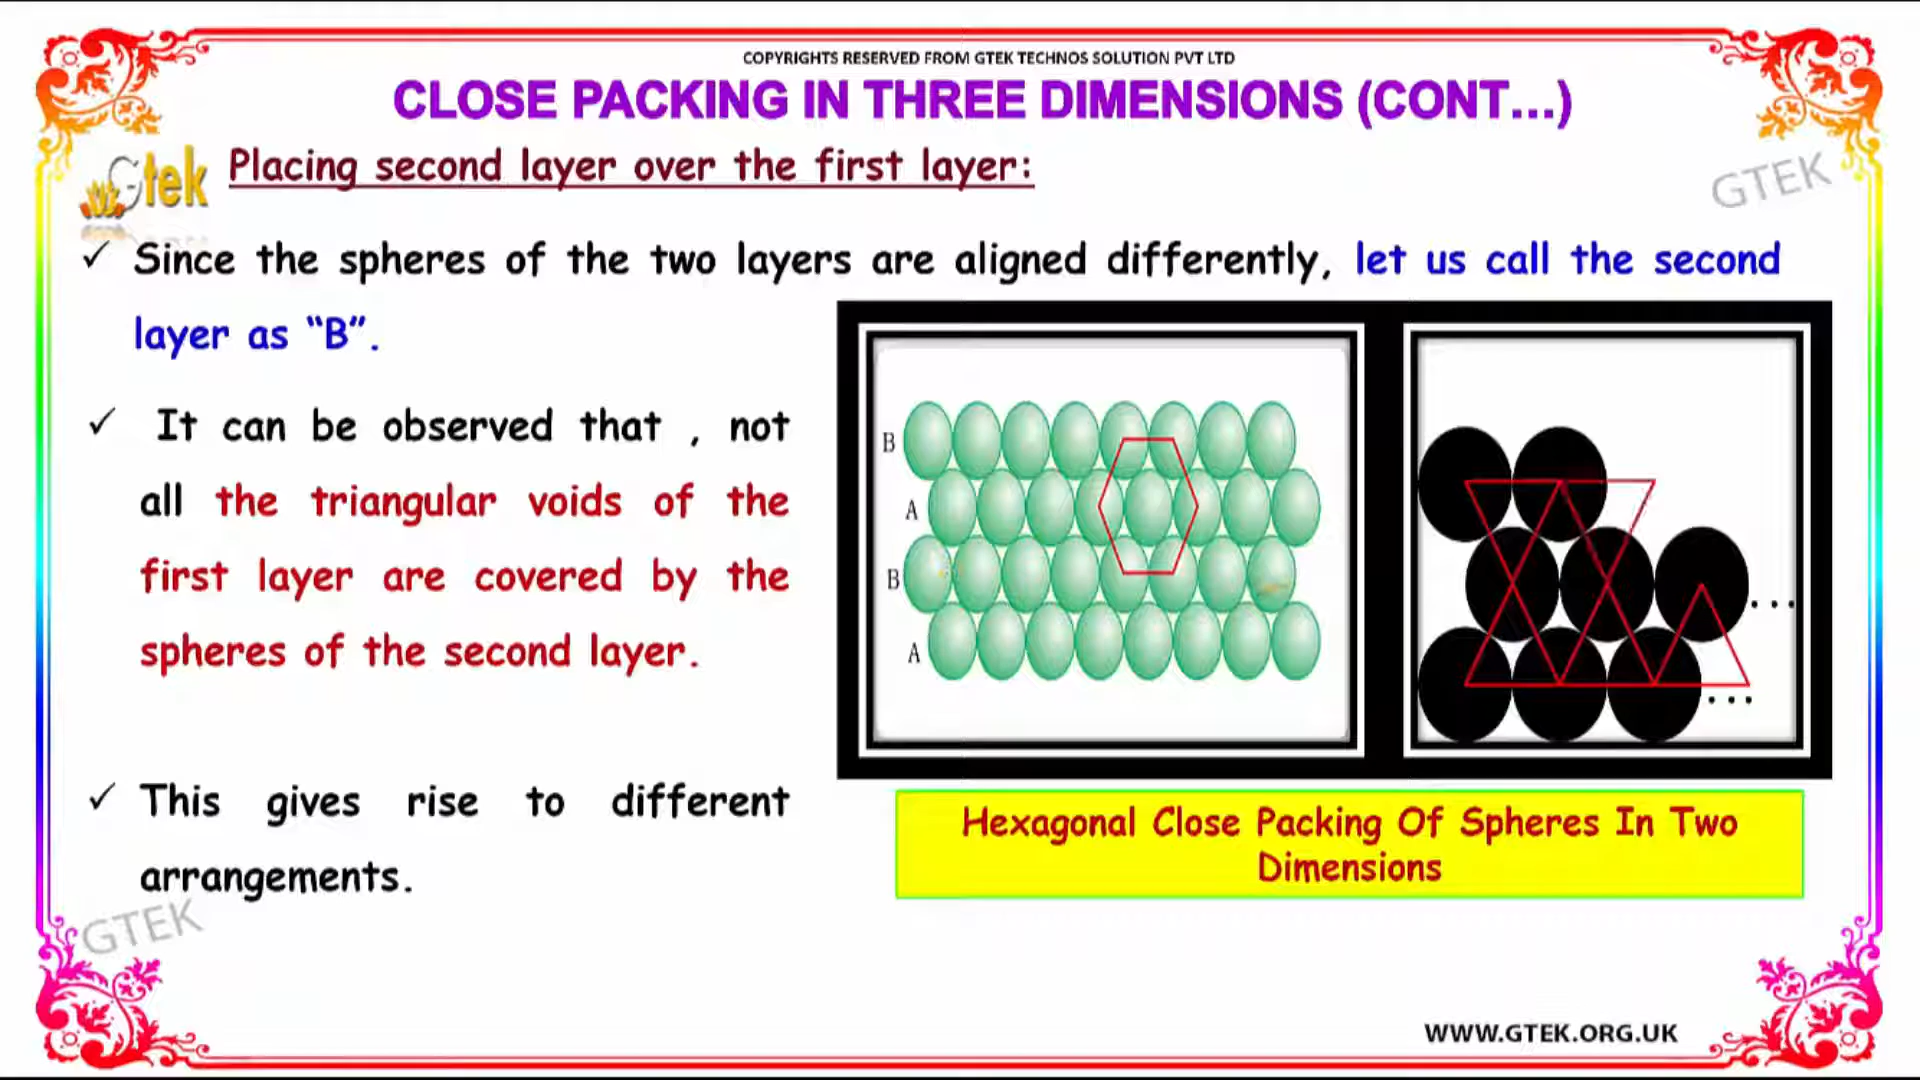 COPYRIGHTS RESERVED FROM GTEK TECHNOS SOLUTION PVT LTD
CLOSE PACKING IN THREE DIMENSIONS (CONT...)
Gtek
Placing second layer over the first layer:
GTEK
✓ Since the spheres of the two layers are aligned differently, let us call the second
layer as “B”.
✓ It can be observed that , not
all the triangular voids of the
first layer are covered by the
spheres of the second layer.
✓ This gives rise to different
arrangements.
B
A
B
A
...
...
Hexagonal Close Packing Of Spheres In Two
Dimensions
GTEK
WWW.GTEK.ORG.UK